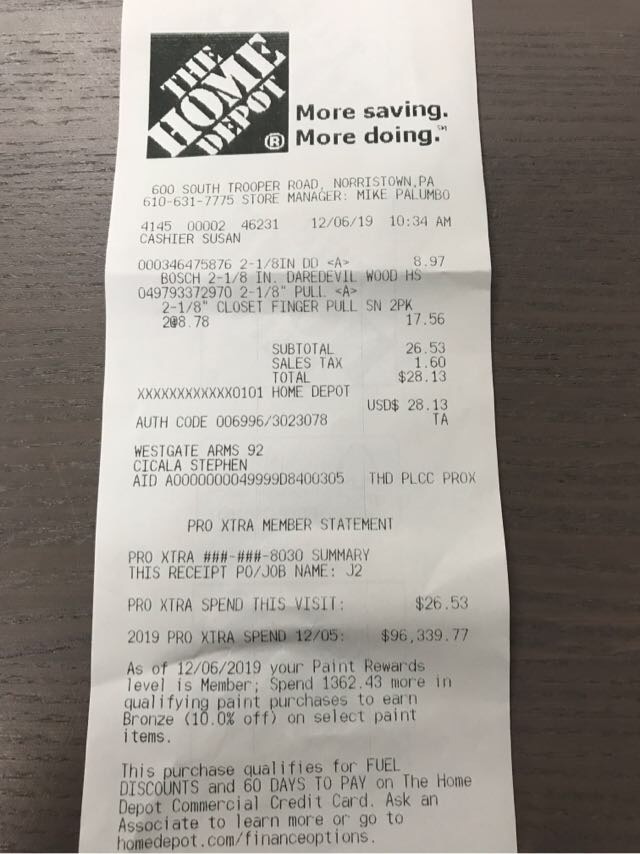 THE
HOME
DEPOT
®
More saving.
More doing.℠
600 SOUTH TROOPER ROAD, NORRISTOWN,PA
610-631-7775 STORE MANAGER: MIKE PALUMBO
4145 00002 46231 12/06/19 10:34 AM
CASHIER SUSAN
000346475876 2-1/8IN DD <A> 8.97
BOSCH 2-1/8 IN. DAREDEVIL WOOD HS
049793372970 2-1/8" PULL <A>
2-1/8" CLOSET FINGER PULL SN 2PK
2@8.78 17.56
SUBTOTAL 26.53
SALES TAX 1.60
TOTAL $28.13
XXXXXXXXXXXX0101 HOME DEPOT
USD$ 28.13
AUTH CODE 006996/3023078 TA
WESTGATE ARMS 92
CICALA STEPHEN
AID A0000000049999D8400305 THD PLCC PROX
PRO XTRA MEMBER STATEMENT
PRO XTRA ###-###-8030 SUMMARY
THIS RECEIPT PO/JOB NAME: J2
PRO XTRA SPEND THIS VISIT: $26.53
2019 PRO XTRA SPEND 12/05: $96,339.77
As of 12/06/2019 your Paint Rewards
level is Member; Spend 1362.43 more in
qualifying paint purchases to earn
Bronze (10.0% off) on select paint
items.
This purchase qualifies for FUEL
DISCOUNTS and 60 DAYS TO PAY on The Home
Depot Commercial Credit Card. Ask an
Associate to learn more or go to
homedepot.com/financeoptions.